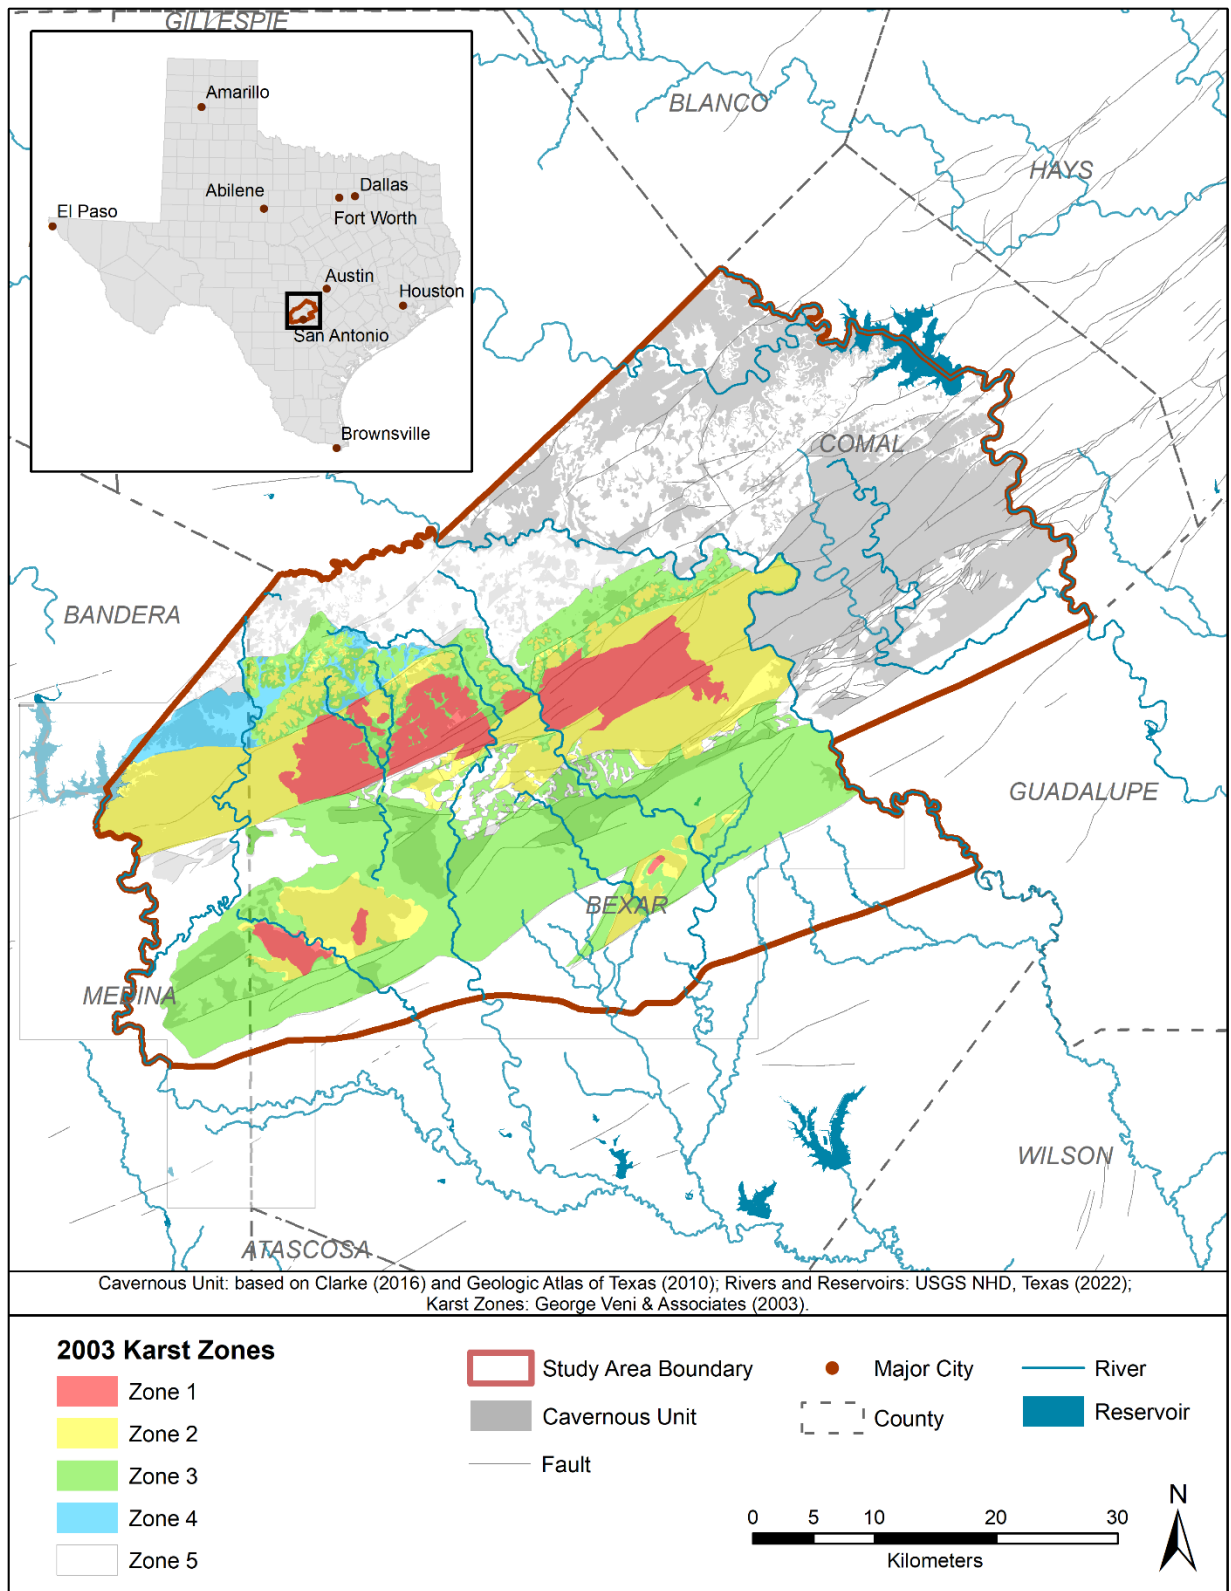 GILLESPIE
Amarillo
Abilene
Dallas
Fort Worth
El Paso
Austin
Houston
San Antonio
Brownsville
BLANCO
HAYS
COMAL
BANDERA
GUADALUPE
BEXAR
MEDINA
WILSON
ATASCOSA
Cavernous Unit: based on Clarke (2016) and Geologic Atlas of Texas (2010); Rivers and Reservoirs: USGS NHD, Texas (2022);
Karst Zones: George Veni & Associates (2003).
2003 Karst Zones
Zone 1
Zone 2
Zone 3
Zone 4
Zone 5
Study Area Boundary
Cavernous Unit
Fault
Major City
County
River
Reservoir
0 5 10 20 30
Kilometers
N